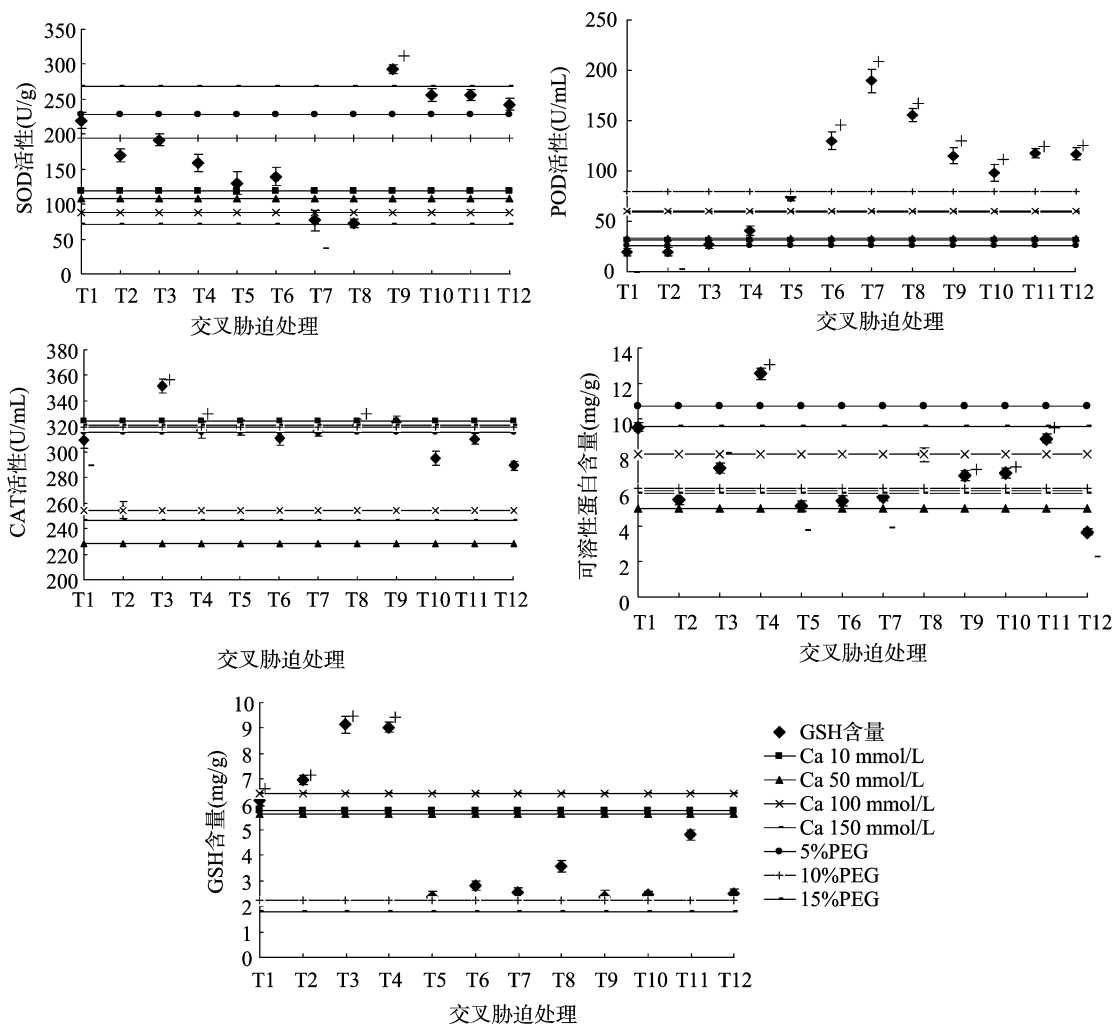 SOD活性(U/g)
350
300
250
200
150
100
50
0
T1 T2 T3 T4 T5 T6 T7 T8 T9 T10 T11 T12
交叉胁迫处理
POD活性(U/mL)
250
200
150
100
50
0
T1 T2 T3 T4 T5 T6 T7 T8 T9 T10 T11 T12
交叉胁迫处理
CAT活性(U/mL)
380
360
340
320
300
280
260
240
220
200
T1 T2 T3 T4 T5 T6 T7 T8 T9 T10 T11 T12
交叉胁迫处理
可溶性蛋白含量(mg/g)
14
12
10
8
6
4
2
0
T1 T2 T3 T4 T5 T6 T7 T8 T9 T10 T11 T12
交叉胁迫处理
GSH含量(mg/g)
10
9
8
7
6
5
4
3
2
1
0
T1 T2 T3 T4 T5 T6 T7 T8 T9 T10 T11 T12
交叉胁迫处理
GSH含量
Ca 10 mmol/L
Ca 50 mmol/L
Ca 100 mmol/L
Ca 150 mmol/L
5%PEG
10%PEG
15%PEG